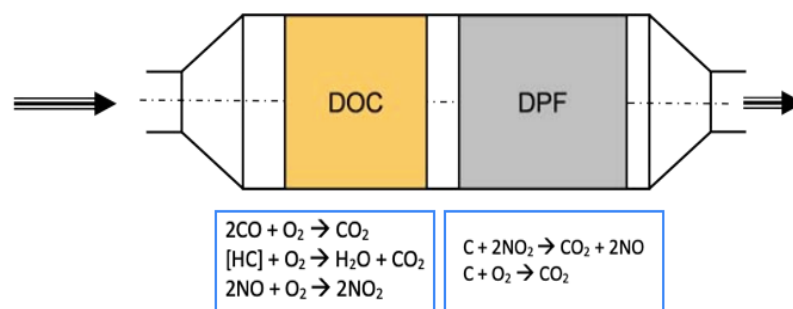 DOC
DPF
2CO + O₂ → CO₂
[HC] + O₂ → H₂O + CO₂
2NO + O₂ → 2NO₂
C + 2NO₂ → CO₂ + 2NO
C + O₂ → CO₂